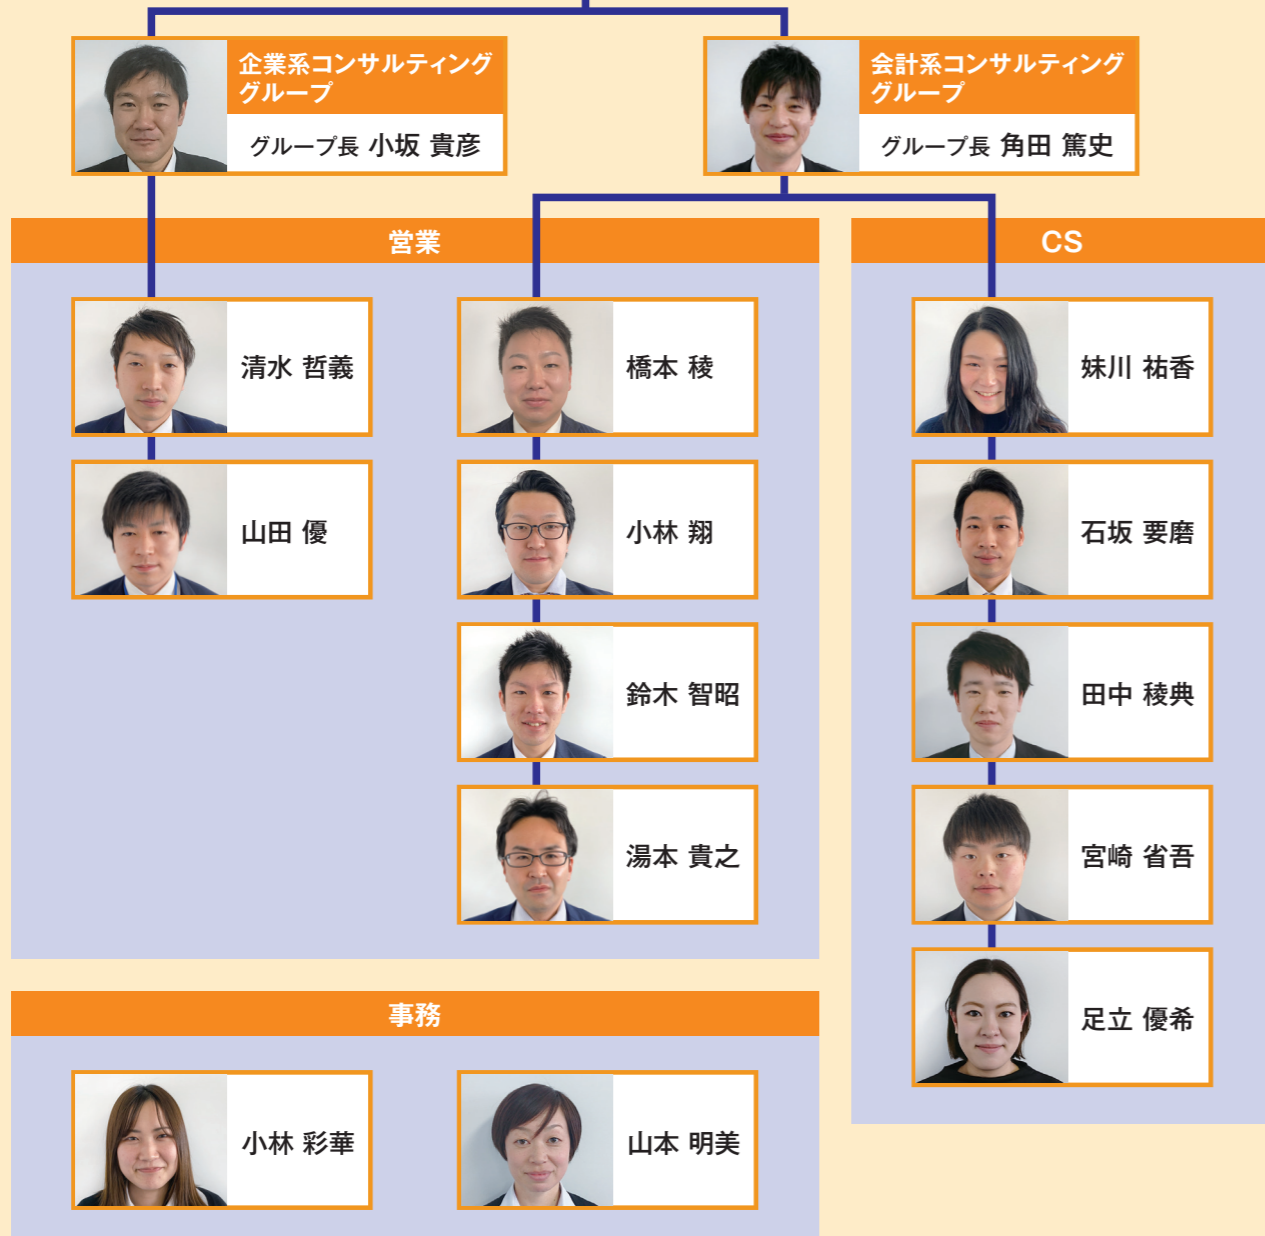 企業系コンサルティング
グループ
グループ長 小坂 貴彦
会計系コンサルティング
グループ
グループ長 角田 篤史
営業
清水 哲義
山田 優
橋本 稜
小林 翔
鈴木 智昭
湯本 貴之
CS
妹川 祐香
石坂 要磨
田中 稜典
宮崎 省吾
足立 優希
事務
小林 彩華
山本 明美